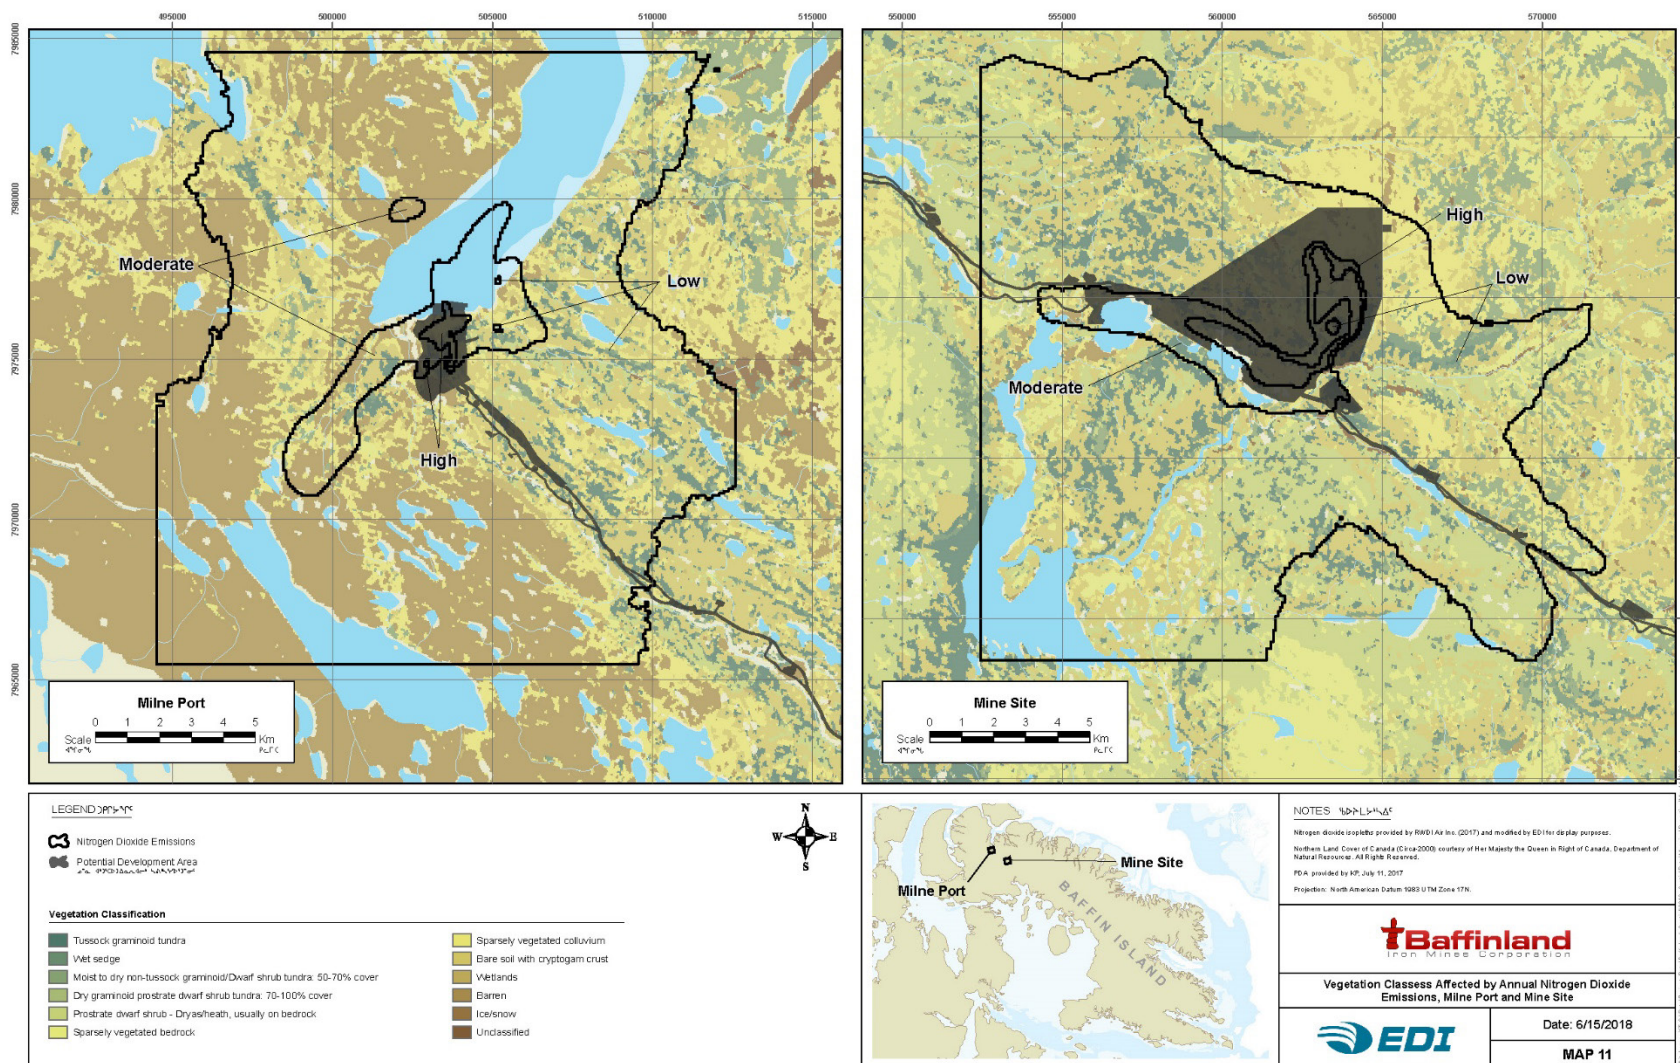 495000 500000 505000 510000 515000
550000 555000 560000 565000 570000
7985000
7980000
7975000
7970000
7965000
Moderate
Low
High
Milne Port
0 1 2 3 4 5
Scale Km
High
Low
Moderate
Mine Site
0 1 2 3 4 5
Scale Km
LEGEND
Nitrogen Dioxide Emissions
Potential Development Area
N
W E
S
Vegetation Classification
Tussock graminoid tundra
Wet sedge
Moist to dry non-tussock graminoid/Dwarf shrub tundra: 50-70% cover
Dry graminoid prostrate dwarf shrub tundra: 70-100% cover
Prostrate dwarf shrub - Dryas/heath, usually on bedrock
Sparsely vegetated bedrock
Sparsely vegetated colluvium
Bare soil with cryptogam crust
Wetlands
Barren
Ice/snow
Unclassified
Milne Port
Mine Site
BAFFIN ISLAND
NOTES
Nitrogen dioxide isopleths provided by RWDI Air Inc. (2017) and modified by EDI for display purposes.
Northern Land Cover of Canada (Circa-2000) courtesy of Her Majesty the Queen in Right of Canada, Department of
Natural Resources. All Rights Reserved.
PDA provided by KP, July 11, 2017
Projection: North American Datum 1983 UTM Zone 17N.
Baffinland
Iron Mines Corporation
Vegetation Classess Affected by Annual Nitrogen Dioxide
Emissions, Milne Port and Mine Site
EDI
Date: 6/15/2018
MAP 11